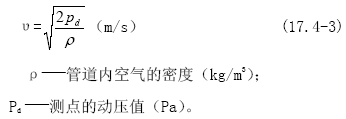 υ=√(2p_d/ρ) (m/s) (17.4-3)
ρ——管道内空气的密度(kg/m³);
P_d——测点的动压值(Pa)。